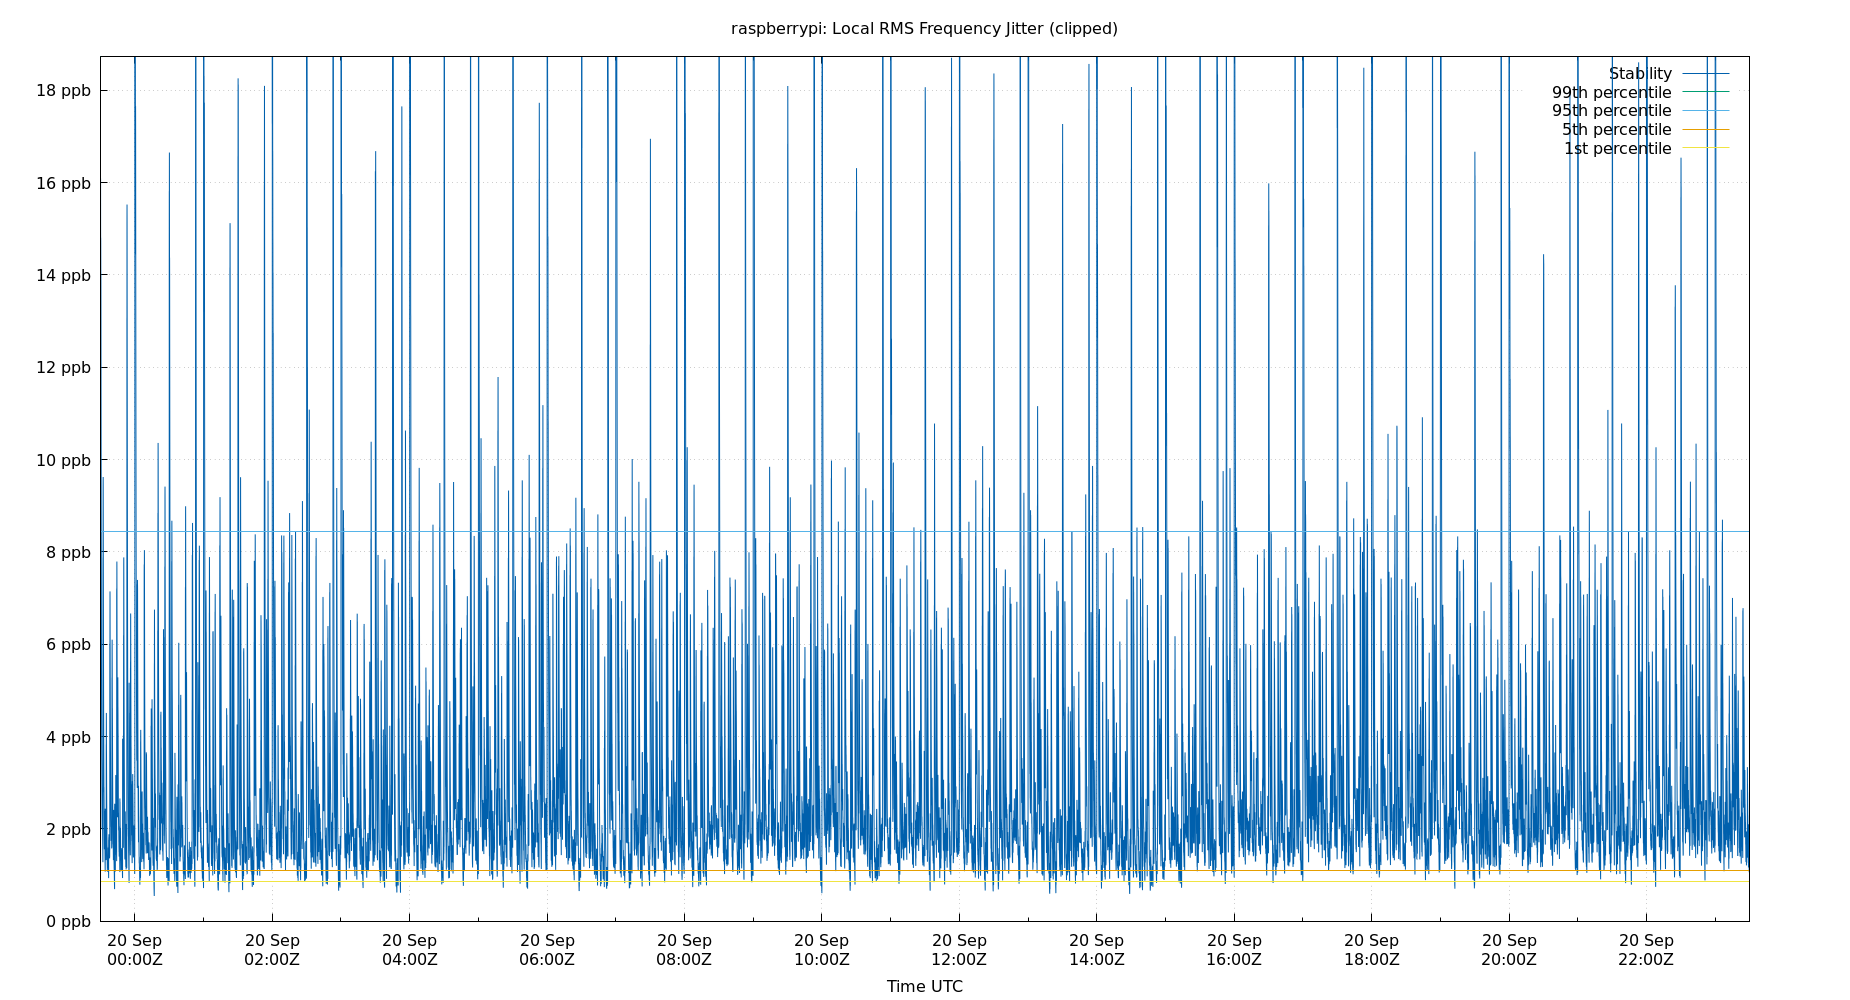 raspberrypi: Local RMS Frequency Jitter (clipped)
Stability
99th percentile
95th percentile
5th percentile
1st percentile
18 ppb
16 ppb
14 ppb
12 ppb
10 ppb
8 ppb
6 ppb
4 ppb
2 ppb
0 ppb
20 Sep 20 Sep 20 Sep 20 Sep 20 Sep 20 Sep 20 Sep 20 Sep 20 Sep 20 Sep 20 Sep 20 Sep
00:00Z 02:00Z 04:00Z 06:00Z 08:00Z 10:00Z 12:00Z 14:00Z 16:00Z 18:00Z 20:00Z 22:00Z
Time UTC